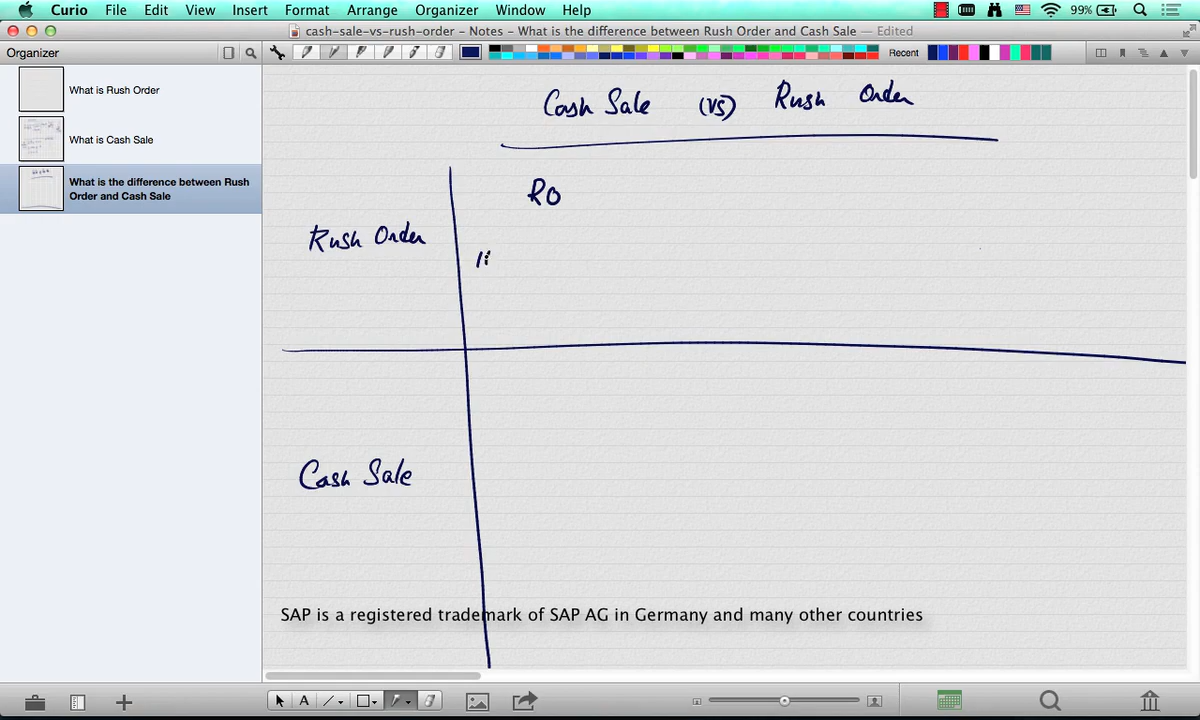 Curio File Edit View Insert Format Arrange Organizer Window Help 99%
cash-sale-vs-rush-order – Notes – What is the difference between Rush Order and Cash Sale — Edited
Organizer Recent
What is Rush Order
What is Cash Sale
What is the difference between Rush
Order and Cash Sale
Cash Sale (VS) Rush Order
RO
Rush Order
Cash Sale
SAP is a registered trademark of SAP AG in Germany and many other countries
A